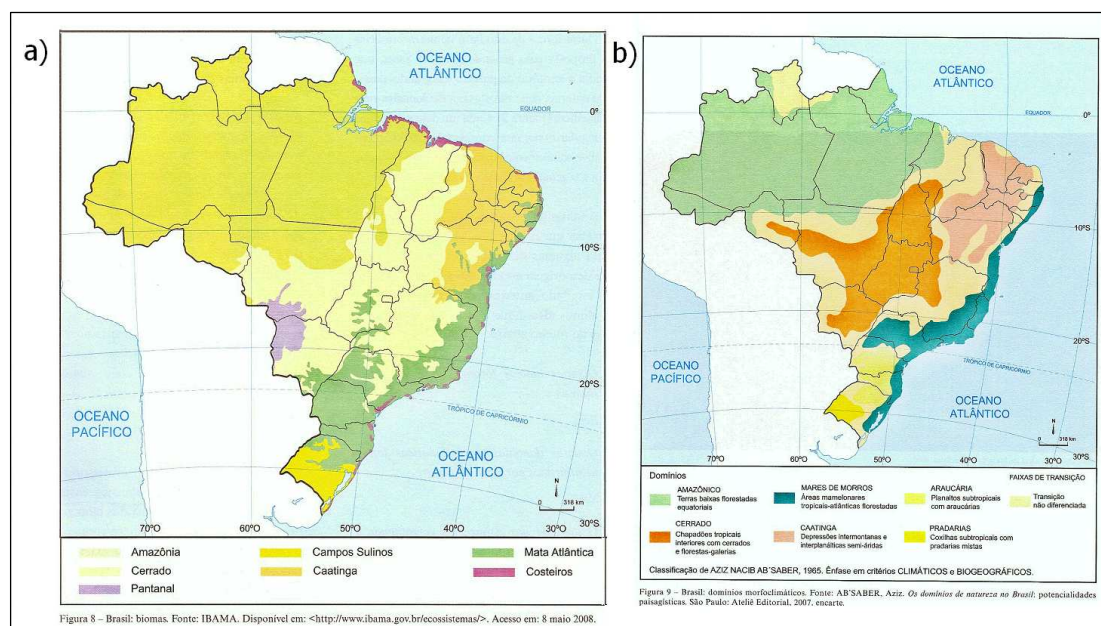 a)
OCEANO
ATLÂNTICO
EQUADOR
0º
10ºS
20ºS
TRÓPICO DE CAPRICÓRNIO
OCEANO
PACÍFICO
OCEANO
ATLÂNTICO
N
0 318 km
70ºO
60ºO
50ºO
40ºO
30ºO
30ºS
Amazônia
Cerrado
Pantanal
Campos Sulinos
Caatinga
Mata Atlântica
Costeiros
Figura 8 – Brasil: biomas. Fonte: IBAMA. Disponível em: <http://www.ibama.gov.br/ecossistemas/>. Acesso em: 8 maio 2008.
b)
OCEANO
ATLÂNTICO
EQUADOR
0º
10ºS
20ºS
TRÓPICO DE CAPRICÓRNIO
OCEANO
PACÍFICO
OCEANO
ATLÂNTICO
N
0 318 km
70ºO
60ºO
50ºO
40ºO
30ºO
30ºS
Domínios
AMAZÔNICO
Terras baixas florestadas
equatoriais
CERRADO
Chapadões tropicais
interiores com cerrados
e florestas-galerias
MARES DE MORROS
Áreas mamelonares
tropicais-atlânticas florestadas
CAATINGA
Depressões intermontanas e
interplanálticas semi-áridas
ARAUCÁRIA
Planaltos subtropicais
com araucárias
PRADARIAS
Coxilhas subtropicais com
pradarias mistas
FAIXAS DE TRANSIÇÃO
Transição
não diferenciada
Classificação de AZIZ NACIB AB'SABER, 1965. Ênfase em critérios CLIMÁTICOS e BIOGEOGRÁFICOS.
Figura 9 – Brasil: domínios morfoclimáticos. Fonte: AB'SABER, Aziz. Os domínios de natureza no Brasil: potencialidades
paisagísticas. São Paulo: Ateliê Editorial, 2007. encarte.